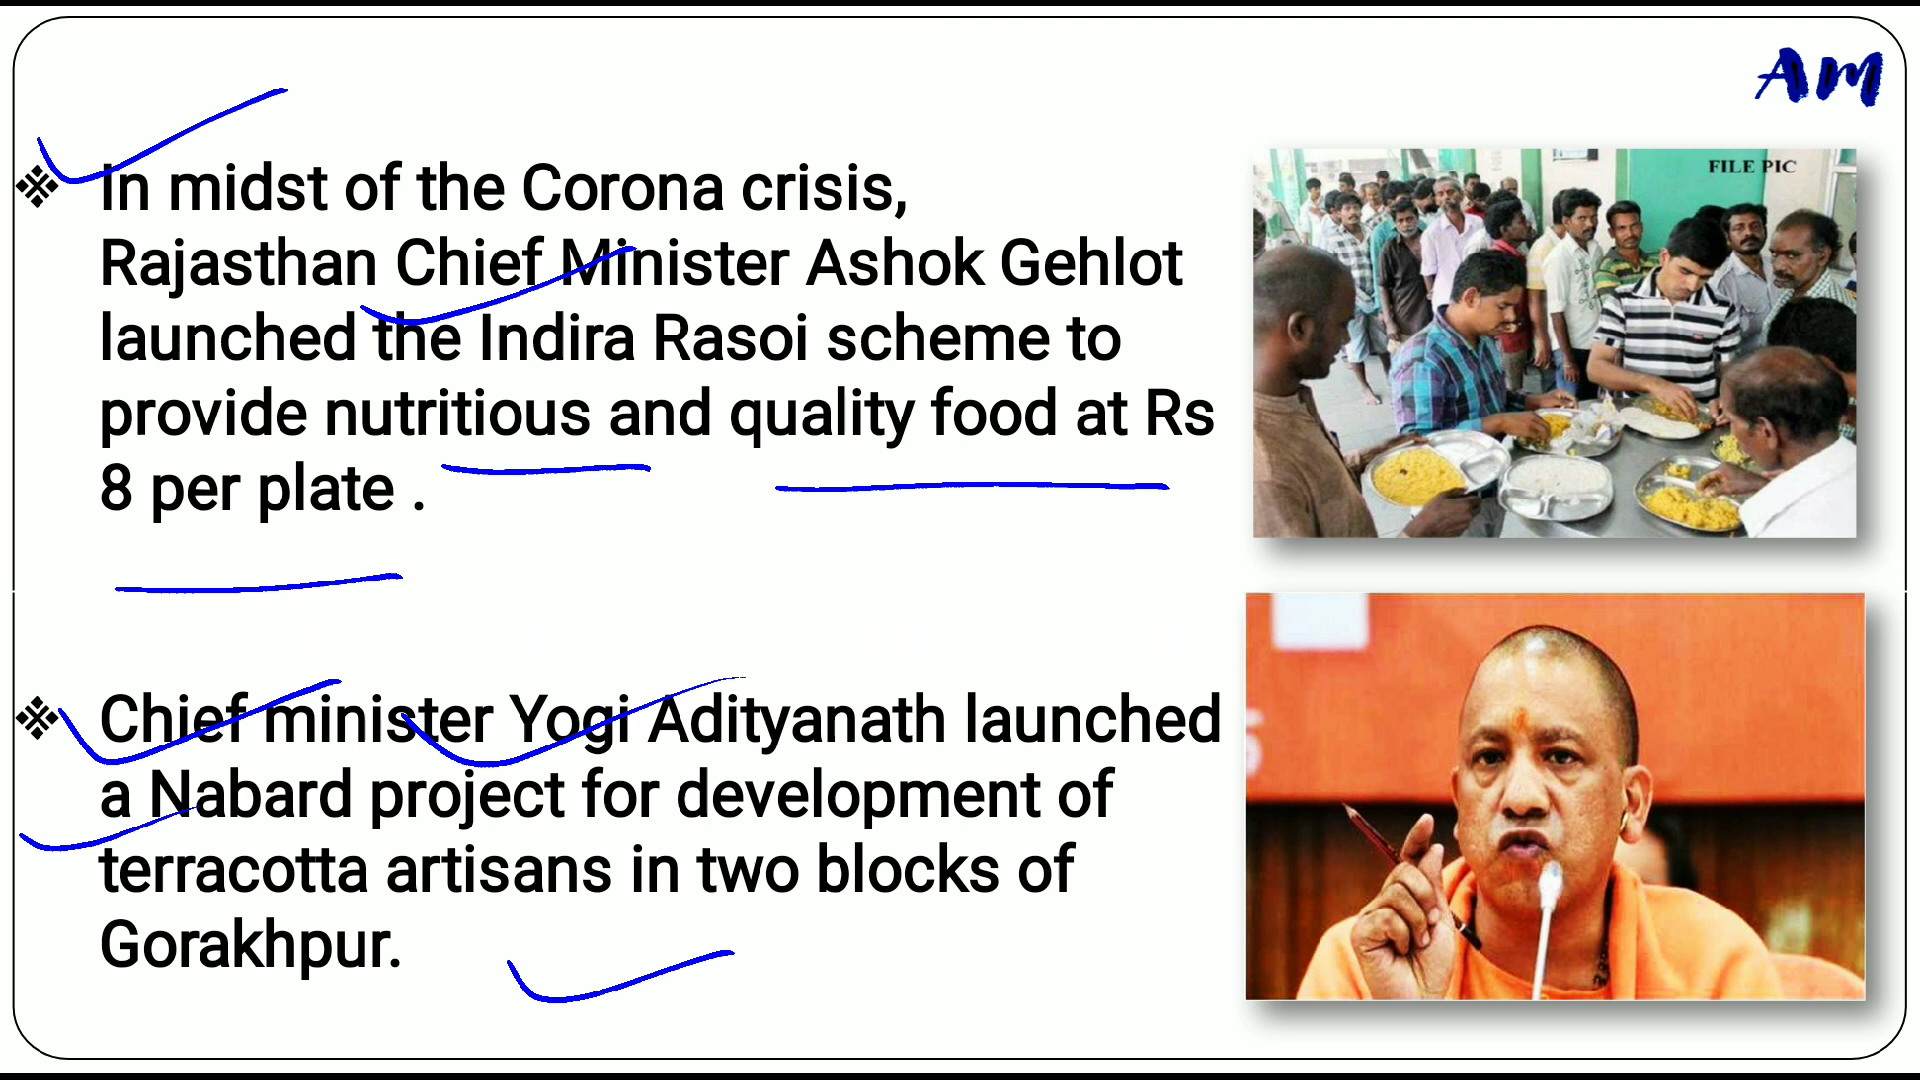 AM
In midst of the Corona crisis,
Rajasthan Chief Minister Ashok Gehlot
launched the Indira Rasoi scheme to
provide nutritious and quality food at Rs
8 per plate .
FILE PIC
Chief minister Yogi Adityanath launched
a Nabard project for development of
terracotta artisans in two blocks of
Gorakhpur.